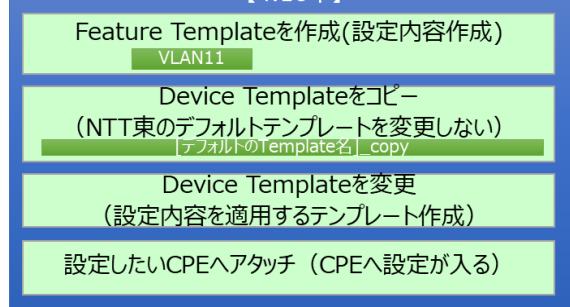 Feature Templateを作成(設定内容作成)
VLAN11
Device Templateをコピー
（NTT東のデフォルトテンプレートを変更しない）
[デフォルトのTemplate名]_copy
Device Templateを変更
（設定内容を適用するテンプレート作成）
設定したいCPEへアタッチ（CPEへ設定が入る）